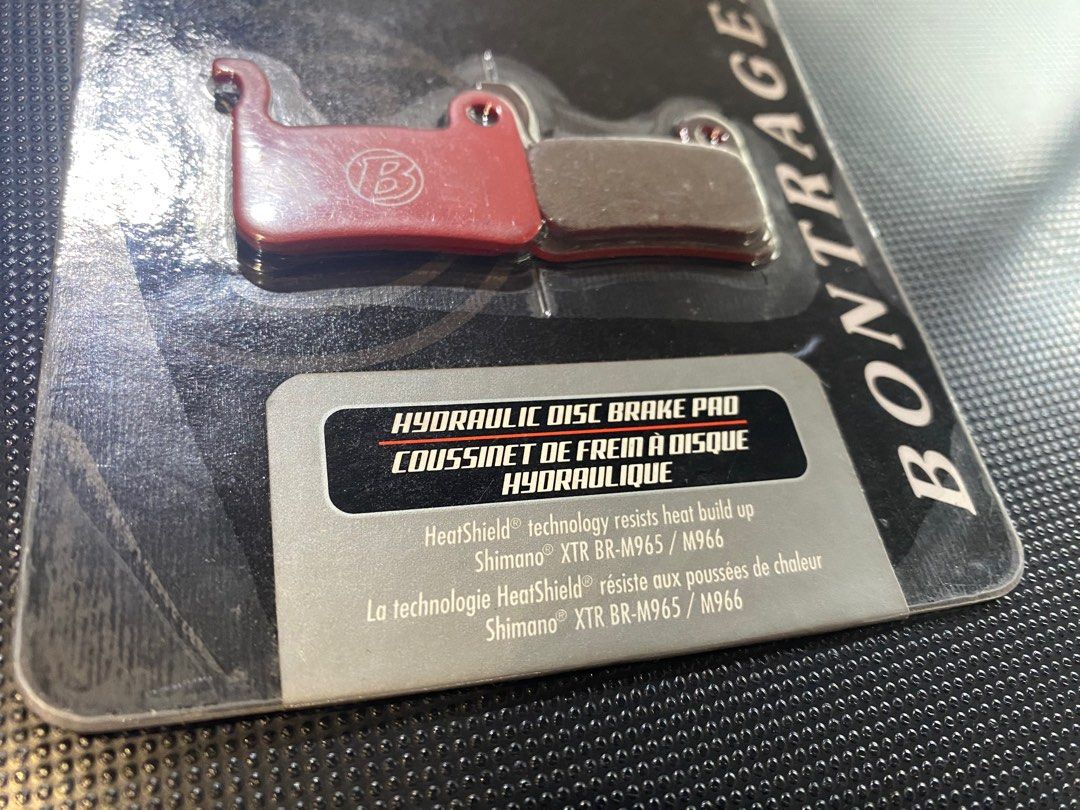 B
BONTRAGE
HYDRAULIC DISC BRAKE PAD
COUSSINET DE FREIN À DISQUE
HYDRAULIQUE
HeatShield® technology resists heat build up
Shimano® XTR BR-M965 / M966
La technologie HeatShield® résiste aux poussées de chaleur
Shimano® XTR BR-M965 / M966